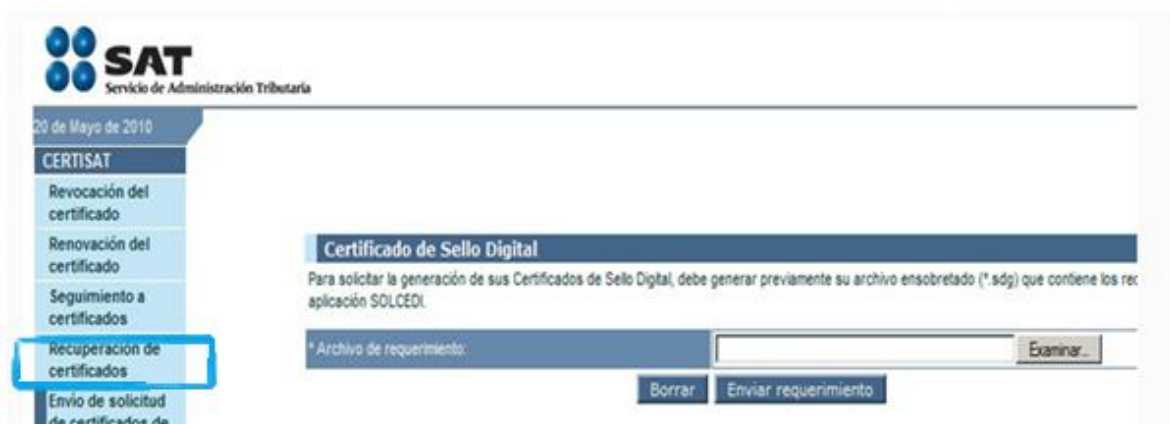 SAT
Servicio de Administración Tributaria
20 de Mayo de 2010
CERTISAT
Revocación del
certificado
Renovación del
certificado
Seguimiento a
certificados
Recuperación de
certificados
Envío de solicitud
de certificados de
Certificado de Sello Digital
Para solicitar la generación de sus Certificados de Sello Digital, debe generar previamente su archivo ensobretado (*.sdg) que contiene los rec
aplicación SOLCEDI.
* Archivo de requerimiento:
Examinar...
Borrar
Enviar requerimiento